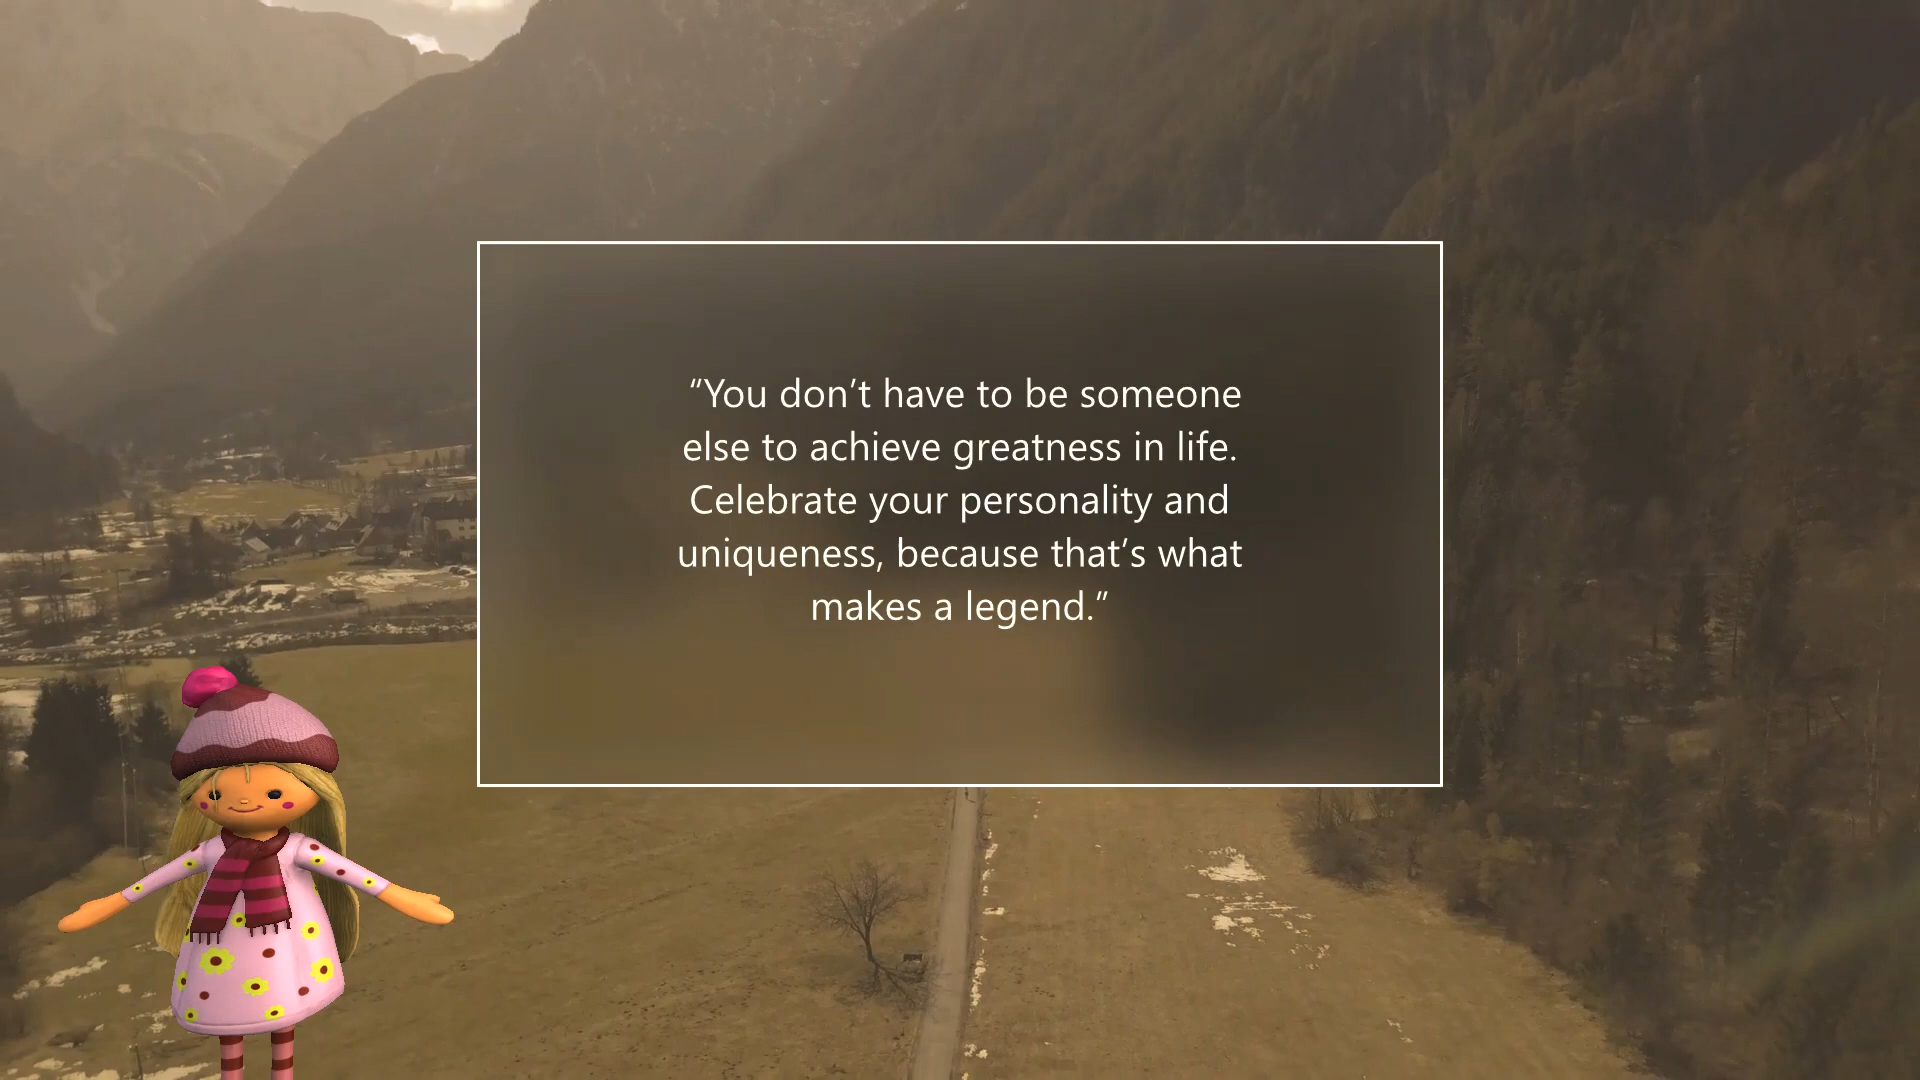 “You don’t have to be someone
else to achieve greatness in life.
Celebrate your personality and
uniqueness, because that’s what
makes a legend.”